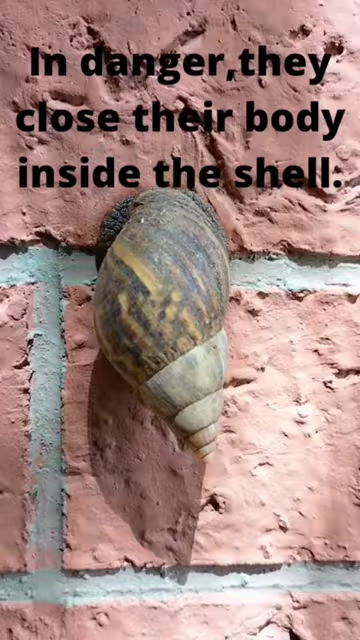 In danger,they
close their body
inside the shell.